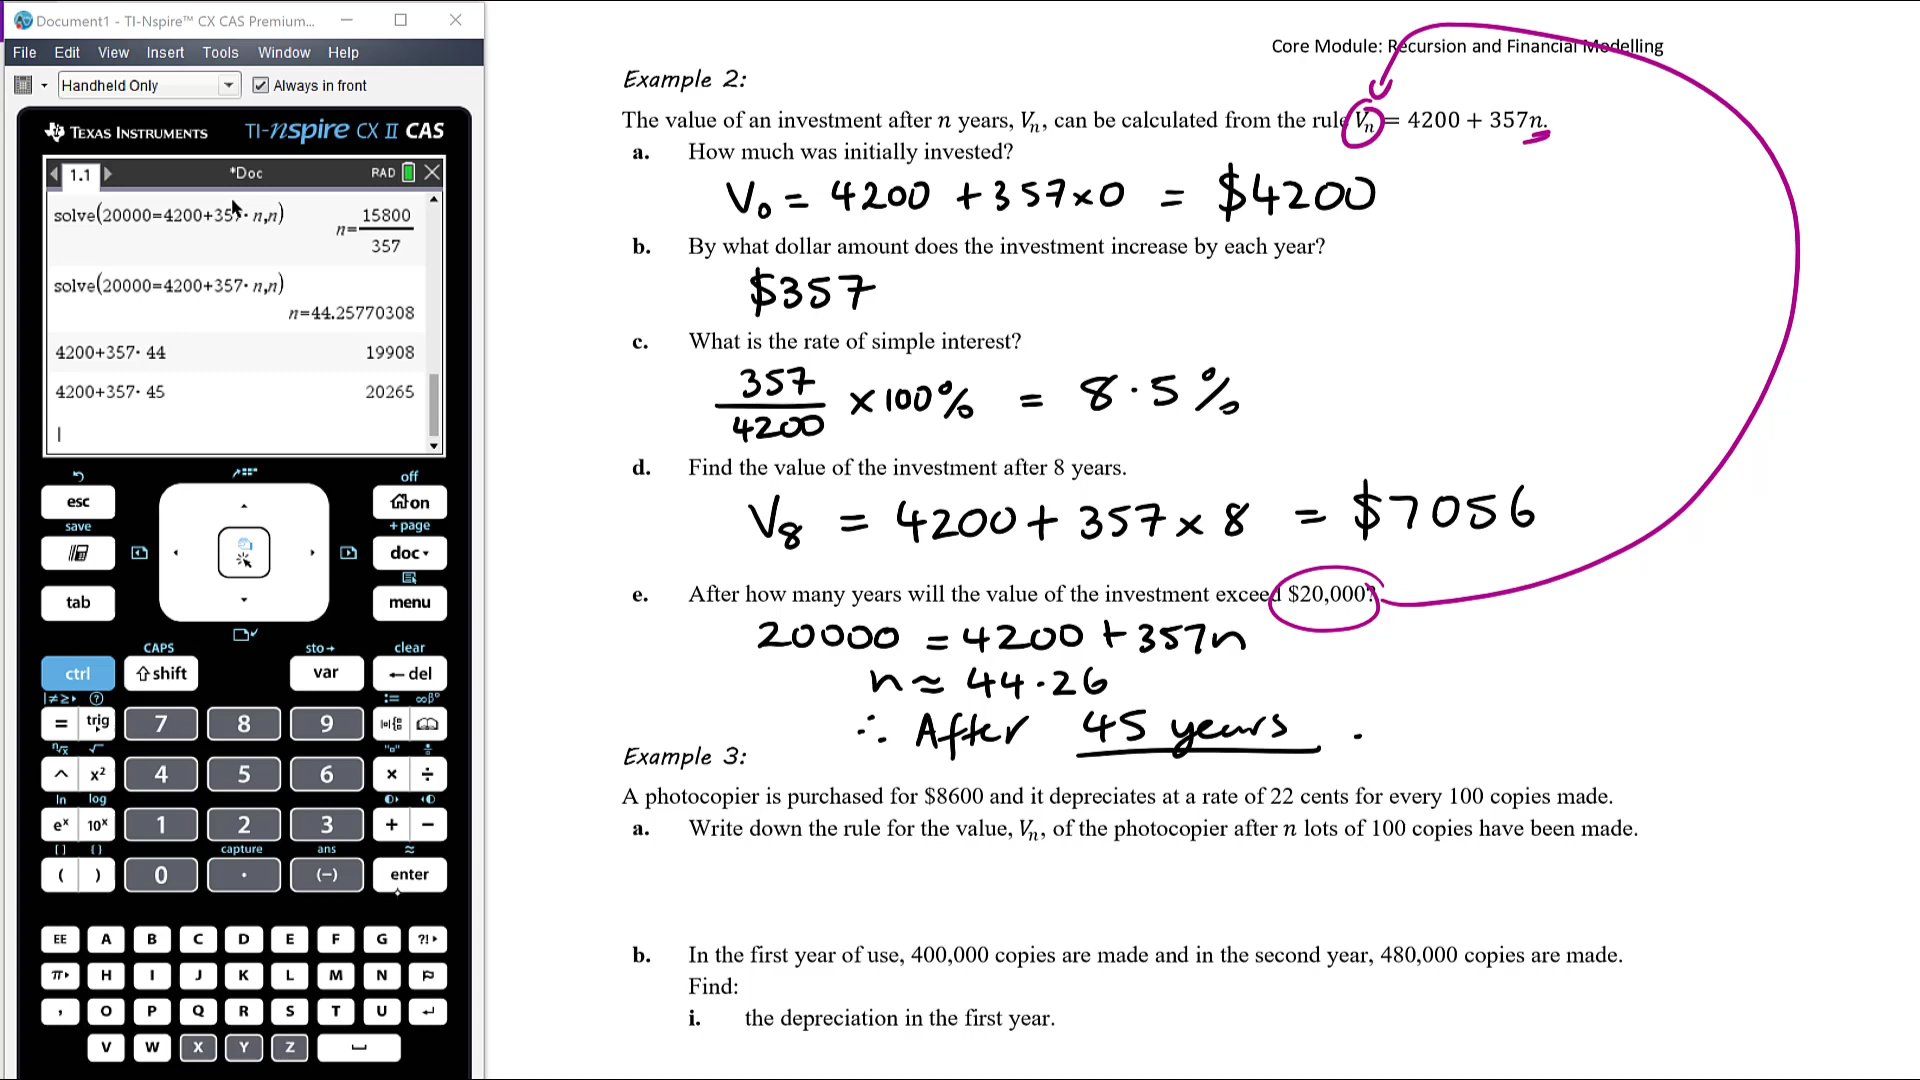 Document1 - TI-Nspire™ CX CAS Premium...
File Edit View Insert Tools Window Help
Handheld Only Always in front
TEXAS INSTRUMENTS TI-nspire CX II CAS
1.1 *Doc RAD
solve(20000=4200+357·n,n) n=15800/357
solve(20000=4200+357·n,n)
n=44.25770308
4200+357·44 19908
4200+357·45 20265
off
esc on
save + page
doc
tab menu
CAPS sto→ clear
ctrl shift var ←del
|≠≥▸ ? := ∞β°
= trig 7 8 9
ⁿ√x √ "□"
^ x² 4 5 6 × ÷
ln log
eˣ 10ˣ 1 2 3 + −
[ ] { } capture ans ≈
( ) 0 . (−) enter
EE A B C D E F G ?!▸
π▸ H I J K L M N
, O P Q R S T U ↵
V W X Y Z
Core Module: Recursion and Financial Modelling
Example 2:
The value of an investment after n years, Vₙ, can be calculated from the rule Vₙ = 4200 + 357n.
a. How much was initially invested?
V₀ = 4200 + 357×0 = $4200
b. By what dollar amount does the investment increase by each year?
$357
c. What is the rate of simple interest?
357/4200 × 100% = 8.5%
d. Find the value of the investment after 8 years.
V₈ = 4200 + 357 × 8 = $7056
e. After how many years will the value of the investment exceed $20,000?
20000 = 4200 + 357n
n ≈ 44.26
∴ After 45 years.
Example 3:
A photocopier is purchased for $8600 and it depreciates at a rate of 22 cents for every 100 copies made.
a. Write down the rule for the value, Vₙ, of the photocopier after n lots of 100 copies have been made.
b. In the first year of use, 400,000 copies are made and in the second year, 480,000 copies are made.
Find:
i. the depreciation in the first year.